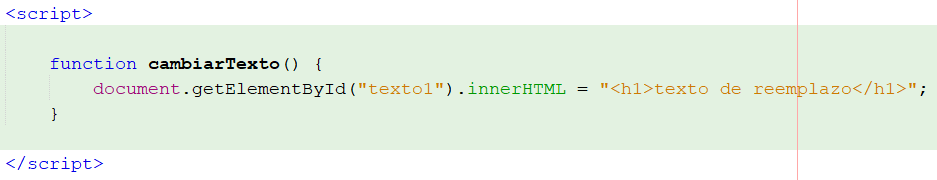 <script>
function cambiarTexto() {
document.getElementById("texto1").innerHTML = "<h1>texto de reemplazo</h1>";
}
</script>